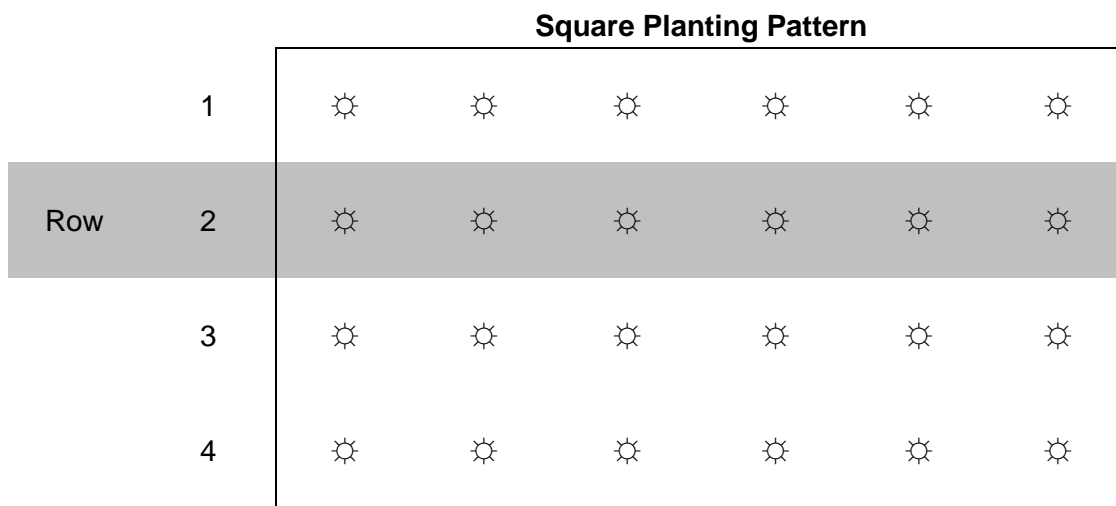 Square Planting Pattern
1 ☼ ☼ ☼ ☼ ☼ ☼
Row 2 ☼ ☼ ☼ ☼ ☼ ☼
3 ☼ ☼ ☼ ☼ ☼ ☼
4 ☼ ☼ ☼ ☼ ☼ ☼